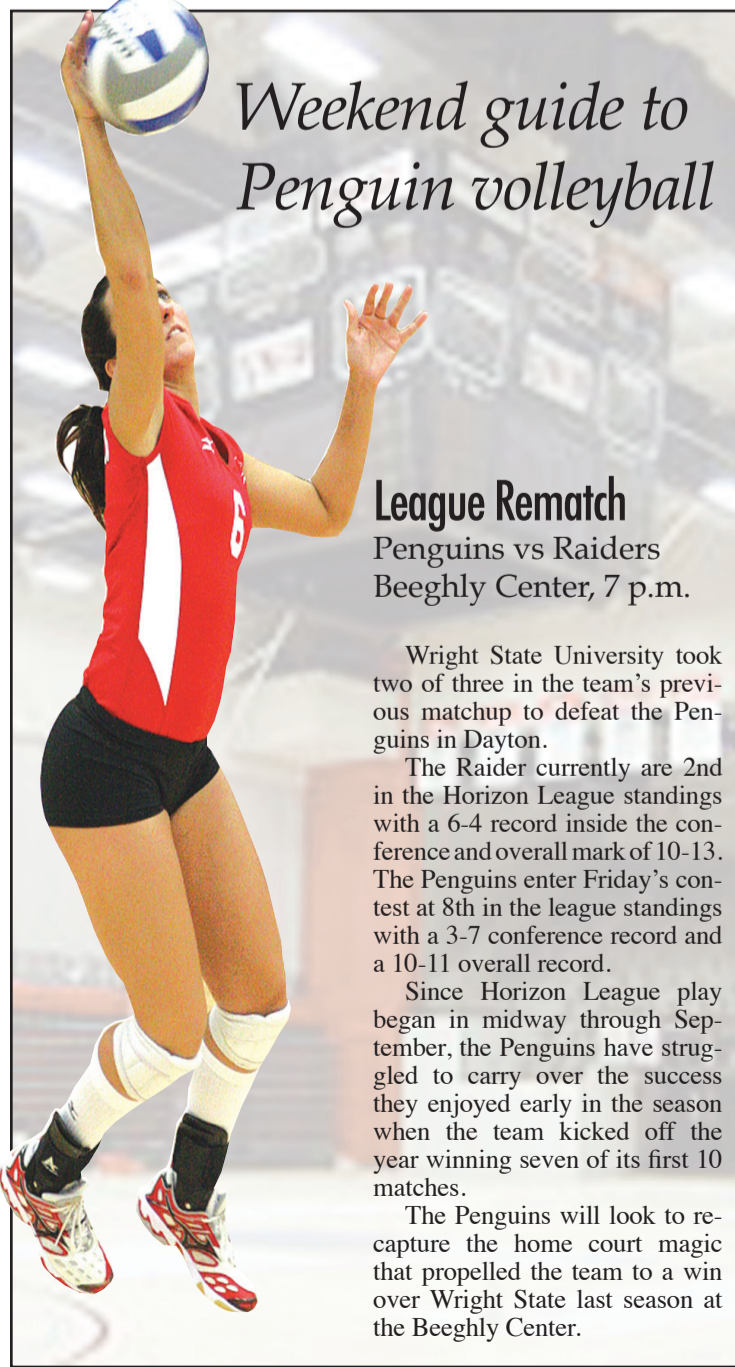 Weekend guide to
Penguin volleyball
6
League Rematch
Penguins vs Raiders
Beeghly Center, 7 p.m.
Wright State University took
two of three in the team's previ-
ous matchup to defeat the Pen-
guins in Dayton.
The Raider currently are 2nd
in the Horizon League standings
with a 6-4 record inside the con-
ference and overall mark of 10-13.
The Penguins enter Friday's con-
test at 8th in the league standings
with a 3-7 conference record and
a 10-11 overall record.
Since Horizon League play
began in midway through Sep-
tember, the Penguins have strug-
gled to carry over the success
they enjoyed early in the season
when the team kicked off the
year winning seven of its first 10
matches.
The Penguins will look to re-
capture the home court magic
that propelled the team to a win
over Wright State last season at
the Beeghly Center.